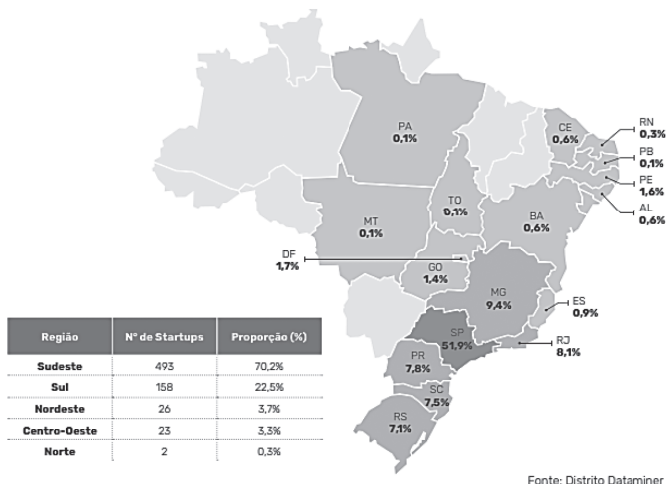 PA
0,1%
CE
0,6%
RN
0,3%
PB
0,1%
PE
1,6%
AL
0,6%
TO
0,1%
MT
0,1%
BA
0,6%
DF
1,7%
GO
1,4%
MG
9,4%
ES
0,9%
SP
51,9%
RJ
8,1%
PR
7,8%
SC
7,5%
RS
7,1%
Região Nº de Startups Proporção (%)
Sudeste 493 70,2%
Sul 158 22,5%
Nordeste 26 3,7%
Centro-Oeste 23 3,3%
Norte 2 0,3%
Fonte: Distrito Dataminer